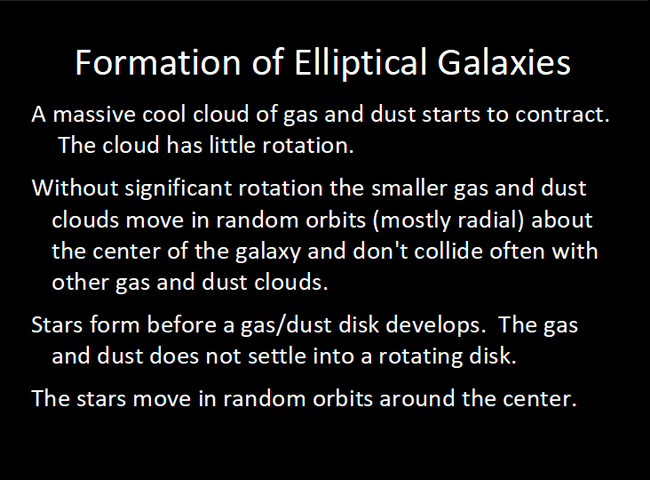 Formation of Elliptical Galaxies
A massive cool cloud of gas and dust starts to contract.
The cloud has little rotation.
Without significant rotation the smaller gas and dust
clouds move in random orbits (mostly radial) about
the center of the galaxy and don't collide often with
other gas and dust clouds.
Stars form before a gas/dust disk develops.  The gas
and dust does not settle into a rotating disk.
The stars move in random orbits around the center.